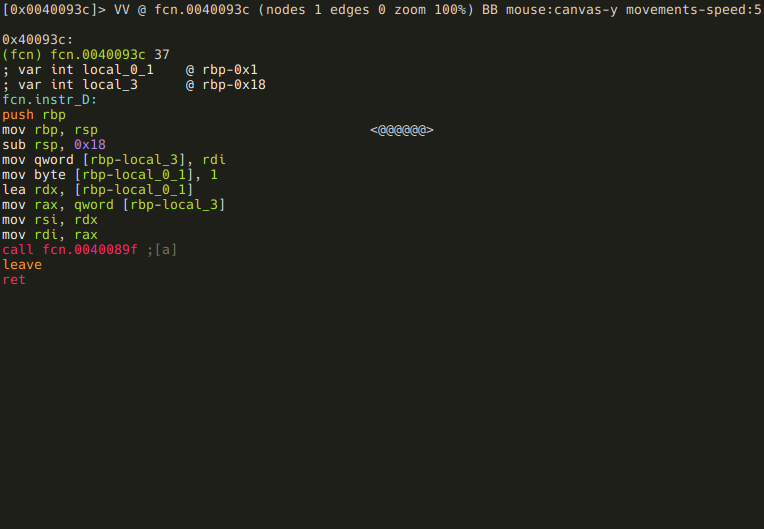 [0x0040093c]> VV @ fcn.0040093c (nodes 1 edges 0 zoom 100%) BB mouse:canvas-y movements-speed:5
0x40093c:
(fcn) fcn.0040093c 37
; var int local_0_1    @ rbp-0x1
; var int local_3      @ rbp-0x18
fcn.instr_D:
push rbp
mov rbp, rsp
<@@@@@@>
sub rsp, 0x18
mov qword [rbp-local_3], rdi
mov byte [rbp-local_0_1], 1
lea rdx, [rbp-local_0_1]
mov rax, qword [rbp-local_3]
mov rsi, rdx
mov rdi, rax
call fcn.0040089f ;[a]
leave
ret